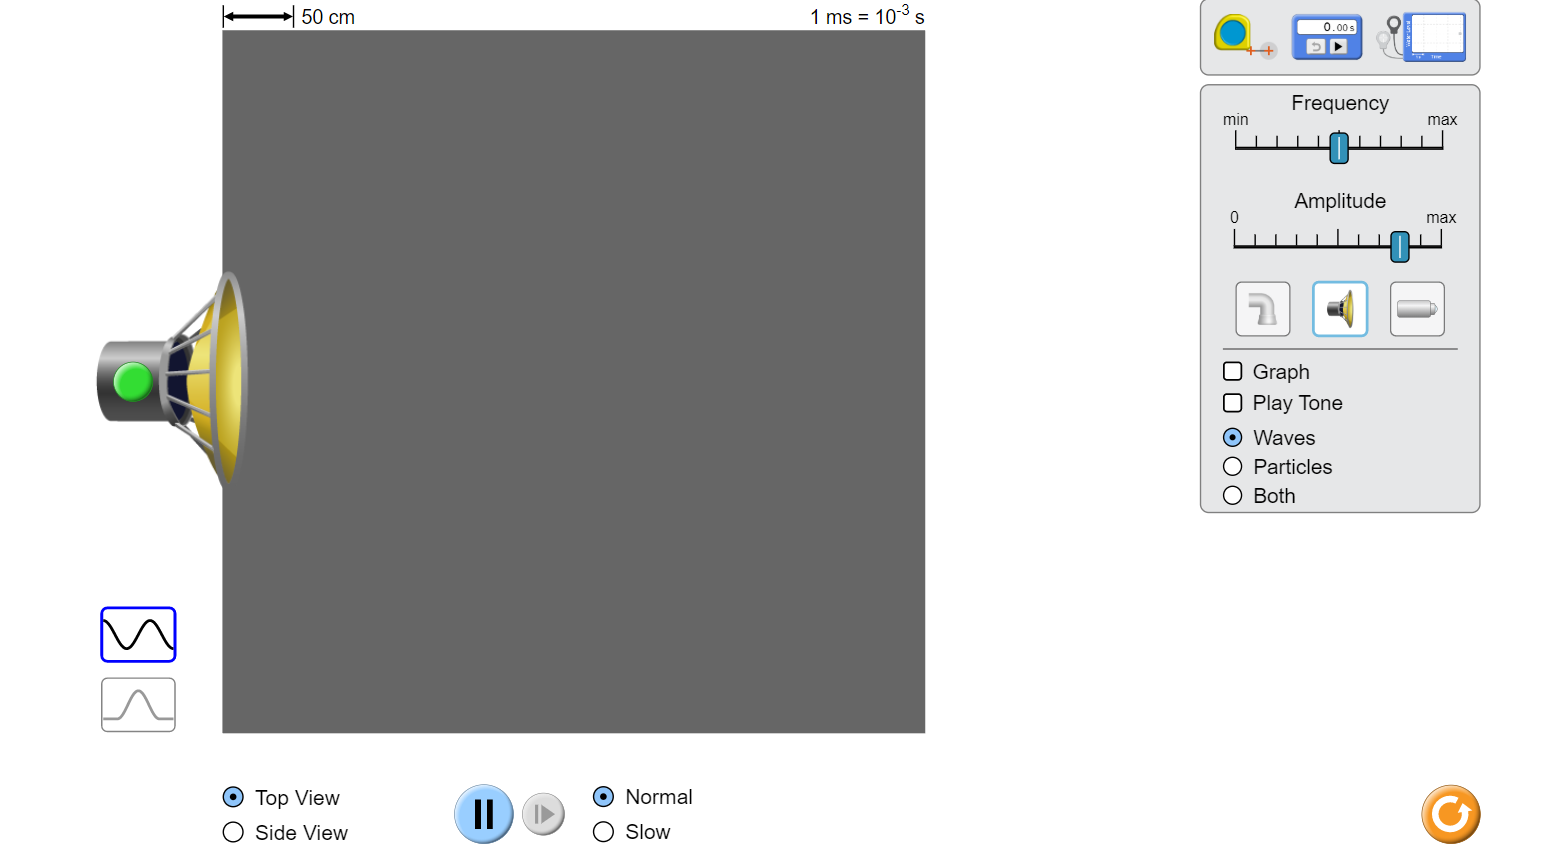 50 cm
1 ms = 10⁻³ s
0.00 s
Frequency
min max
Amplitude
0 max
Graph
Play Tone
Waves
Particles
Both
Top View
Side View
Normal
Slow